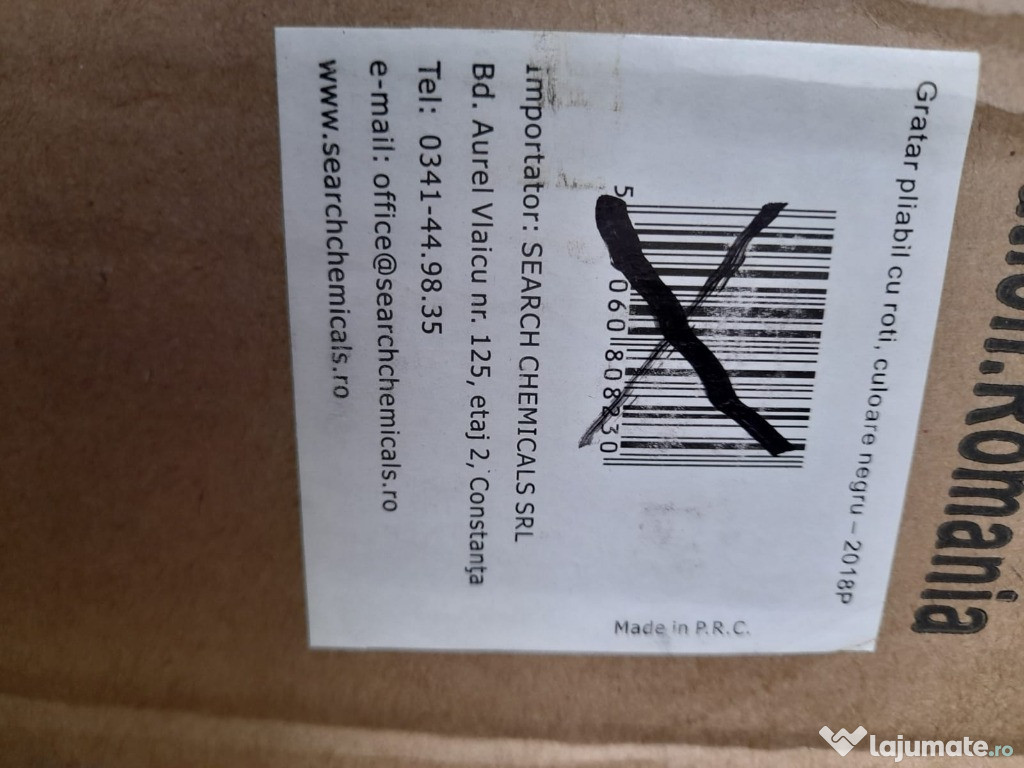 Romania
Gratar pliabil cu roti, culoare negru – 2018p
5
Made in P.R.C.
Importator: SEARCH CHEMICALS SRL
Bd. Aurel Vlaicu nr. 125, etaj 2, Constanța
Tel: 0341-44.98.35
e-mail: office@searchchemicals.ro
www.searchchemicals.ro
lajumate.ro